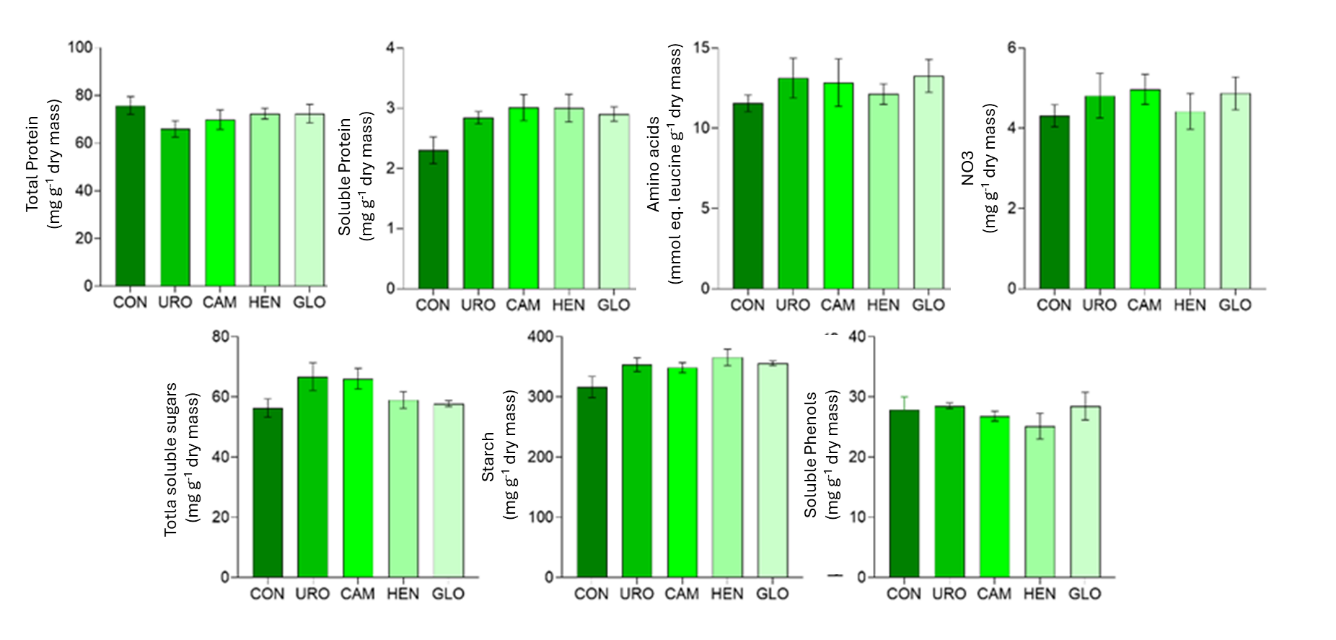 Total Protein
(mg g⁻¹ dry mass)
100
80
60
40
20
0
CON URO CAM HEN GLO
Soluble Protein
(mg g⁻¹ dry mass)
4
3
2
1
0
CON URO CAM HEN GLO
Amino acids
(mmol eq. leucine g⁻¹ dry mass)
15
10
5
0
CON URO CAM HEN GLO
NO3
(mg g⁻¹ dry mass)
6
4
2
0
CON URO CAM HEN GLO
Totla soluble sugars
(mg g⁻¹ dry mass)
80
60
40
20
0
CON URO CAM HEN GLO
Starch
(mg g⁻¹ dry mass)
400
300
200
100
0
CON URO CAM HEN GLO
Soluble Phenols
(mg g⁻¹ dry mass)
40
30
20
10
0
CON URO CAM HEN GLO